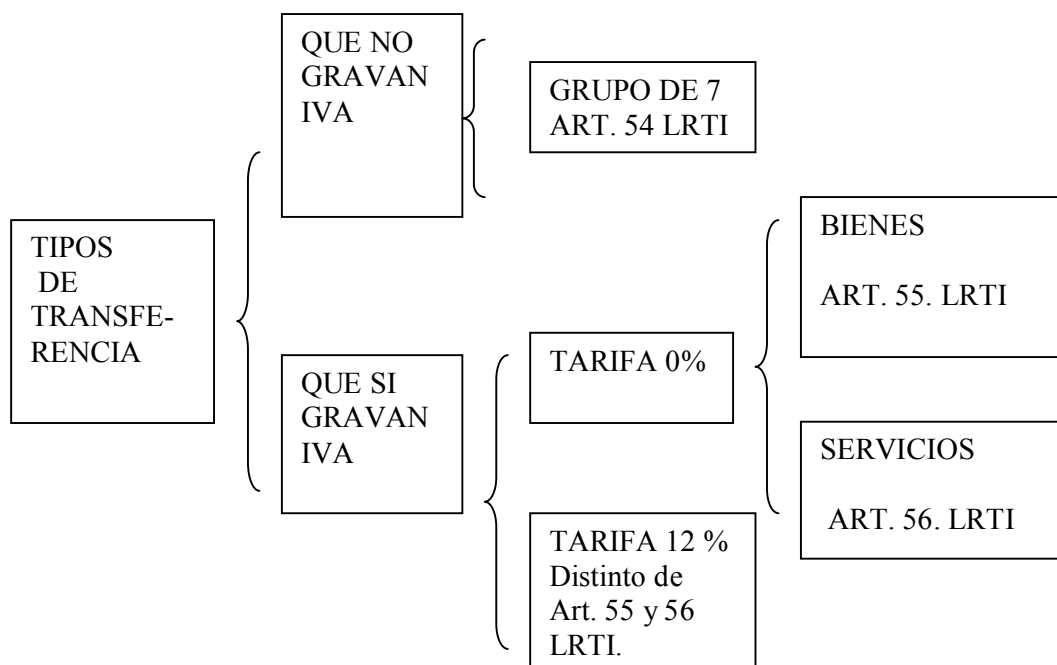 TIPOS
DE
TRANSFE-
RENCIA
QUE NO
GRAVAN
IVA
GRUPO DE 7
ART. 54 LRTI
QUE SI
GRAVAN
IVA
TARIFA 0%
BIENES
ART. 55. LRTI
SERVICIOS
ART. 56. LRTI
TARIFA 12 %
Distinto de
Art. 55 y 56
LRTI.